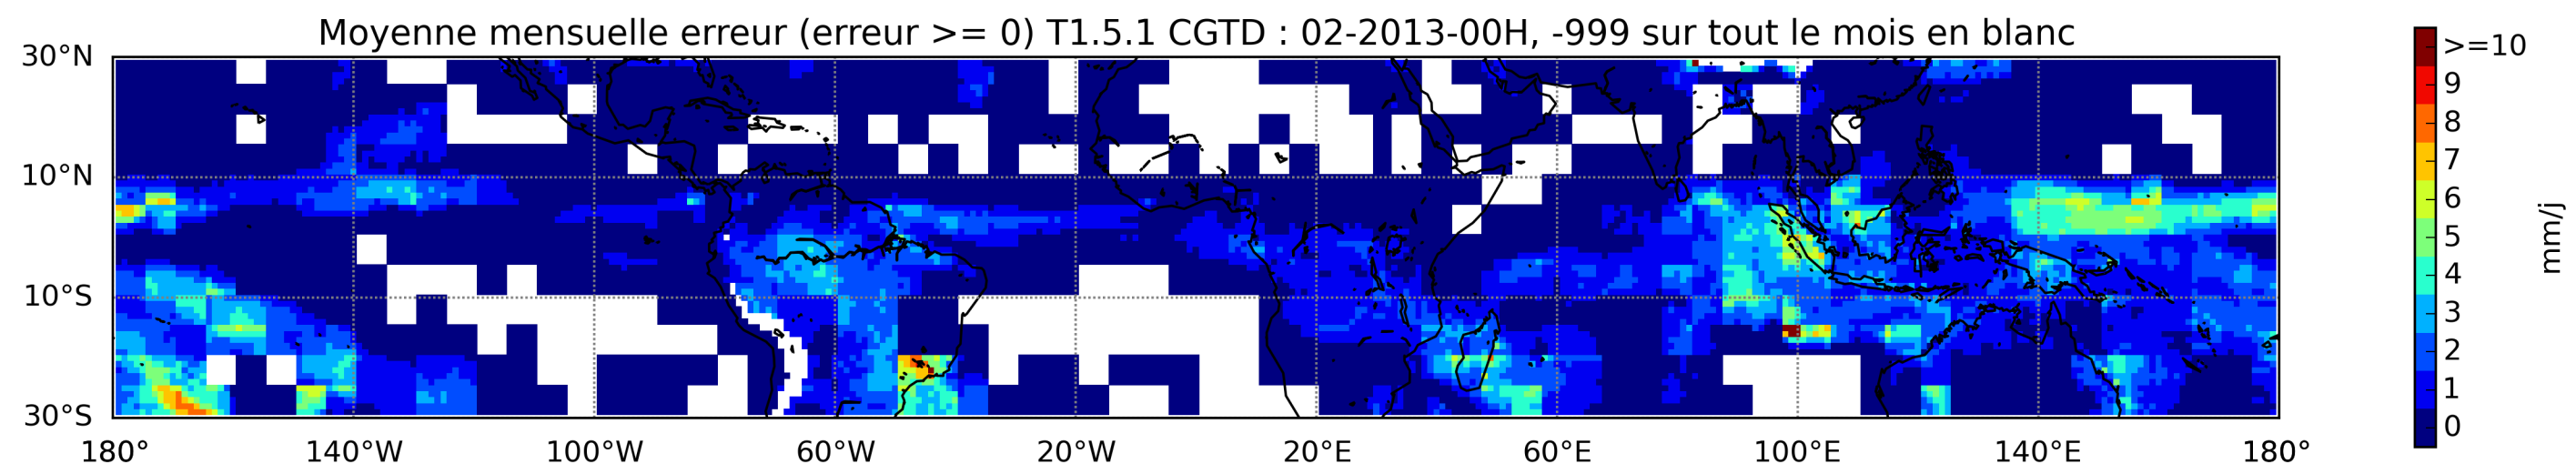 Moyenne mensuelle erreur (erreur >= 0) T1.5.1 CGTD : 02-2013-00H, -999 sur tout le mois en blanc
30°N
10°N
10°S
30°S
180° 140°W 100°W 60°W 20°W 20°E 60°E 100°E 140°E 180°
>=10
9
8
7
6
5
4
3
2
1
0
mm/j